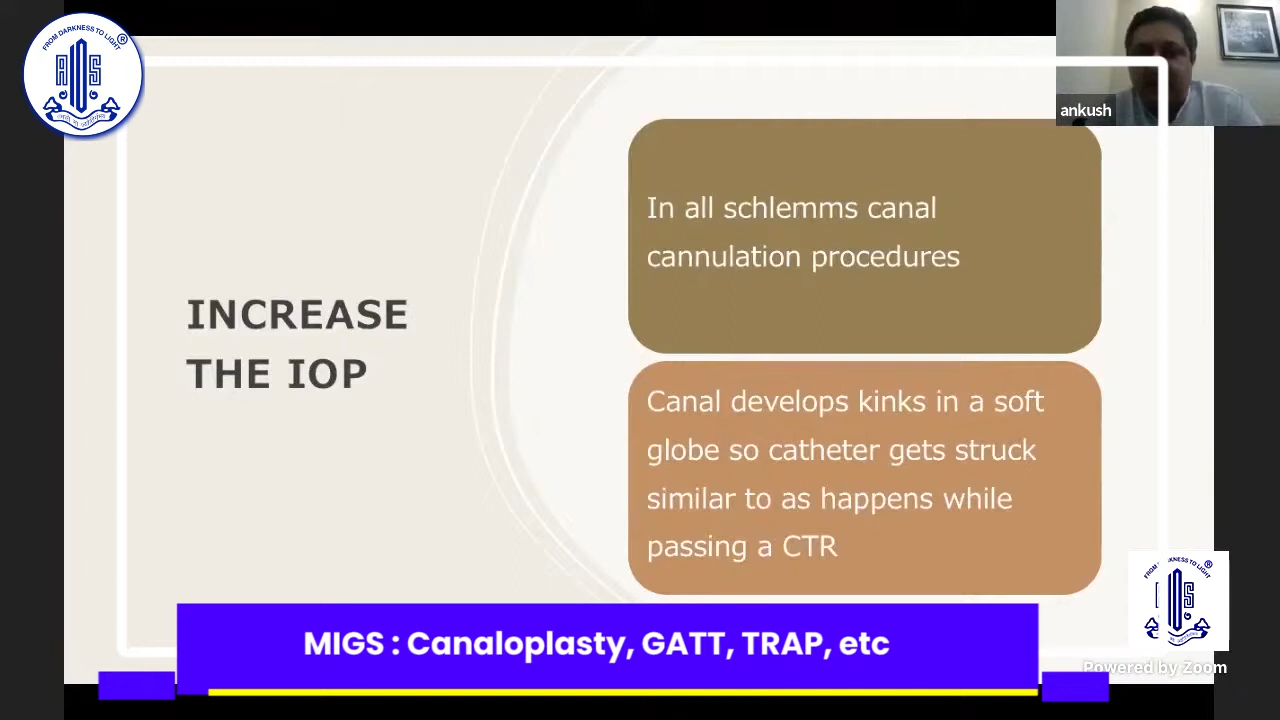 FROM DARKNESS TO LIGHT
AIOS
ankush
INCREASE
THE IOP
In all schlemms canal
cannulation procedures
Canal develops kinks in a soft
globe so catheter gets struck
similar to as happens while
passing a CTR
MIGS : Canaloplasty, GATT, TRAP, etc
Powered by Zoom